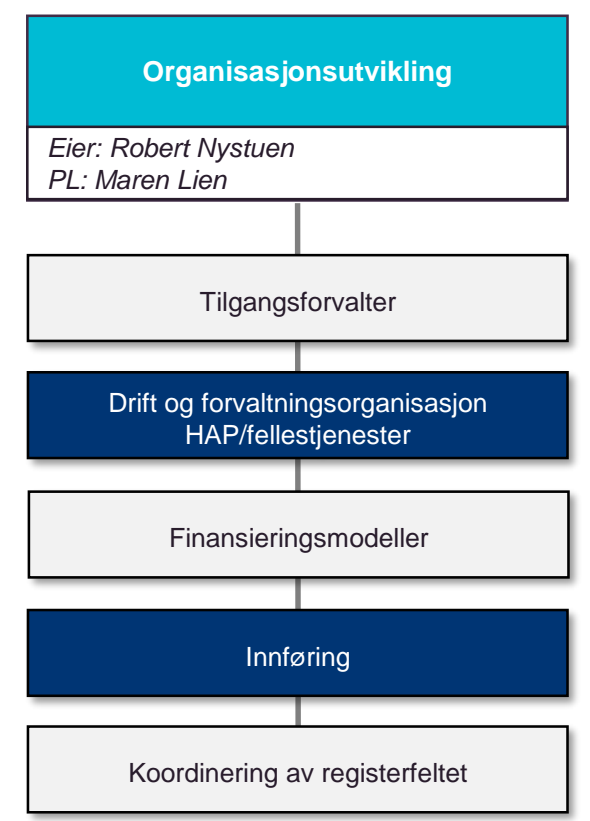 Organisasjonsutvikling
Eier: Robert Nystuen
PL: Maren Lien
Tilgangsforvalter
Drift og forvaltningsorganisasjon
HAP/fellestjenester
Finansieringsmodeller
Innføring
Koordinering av registerfeltet